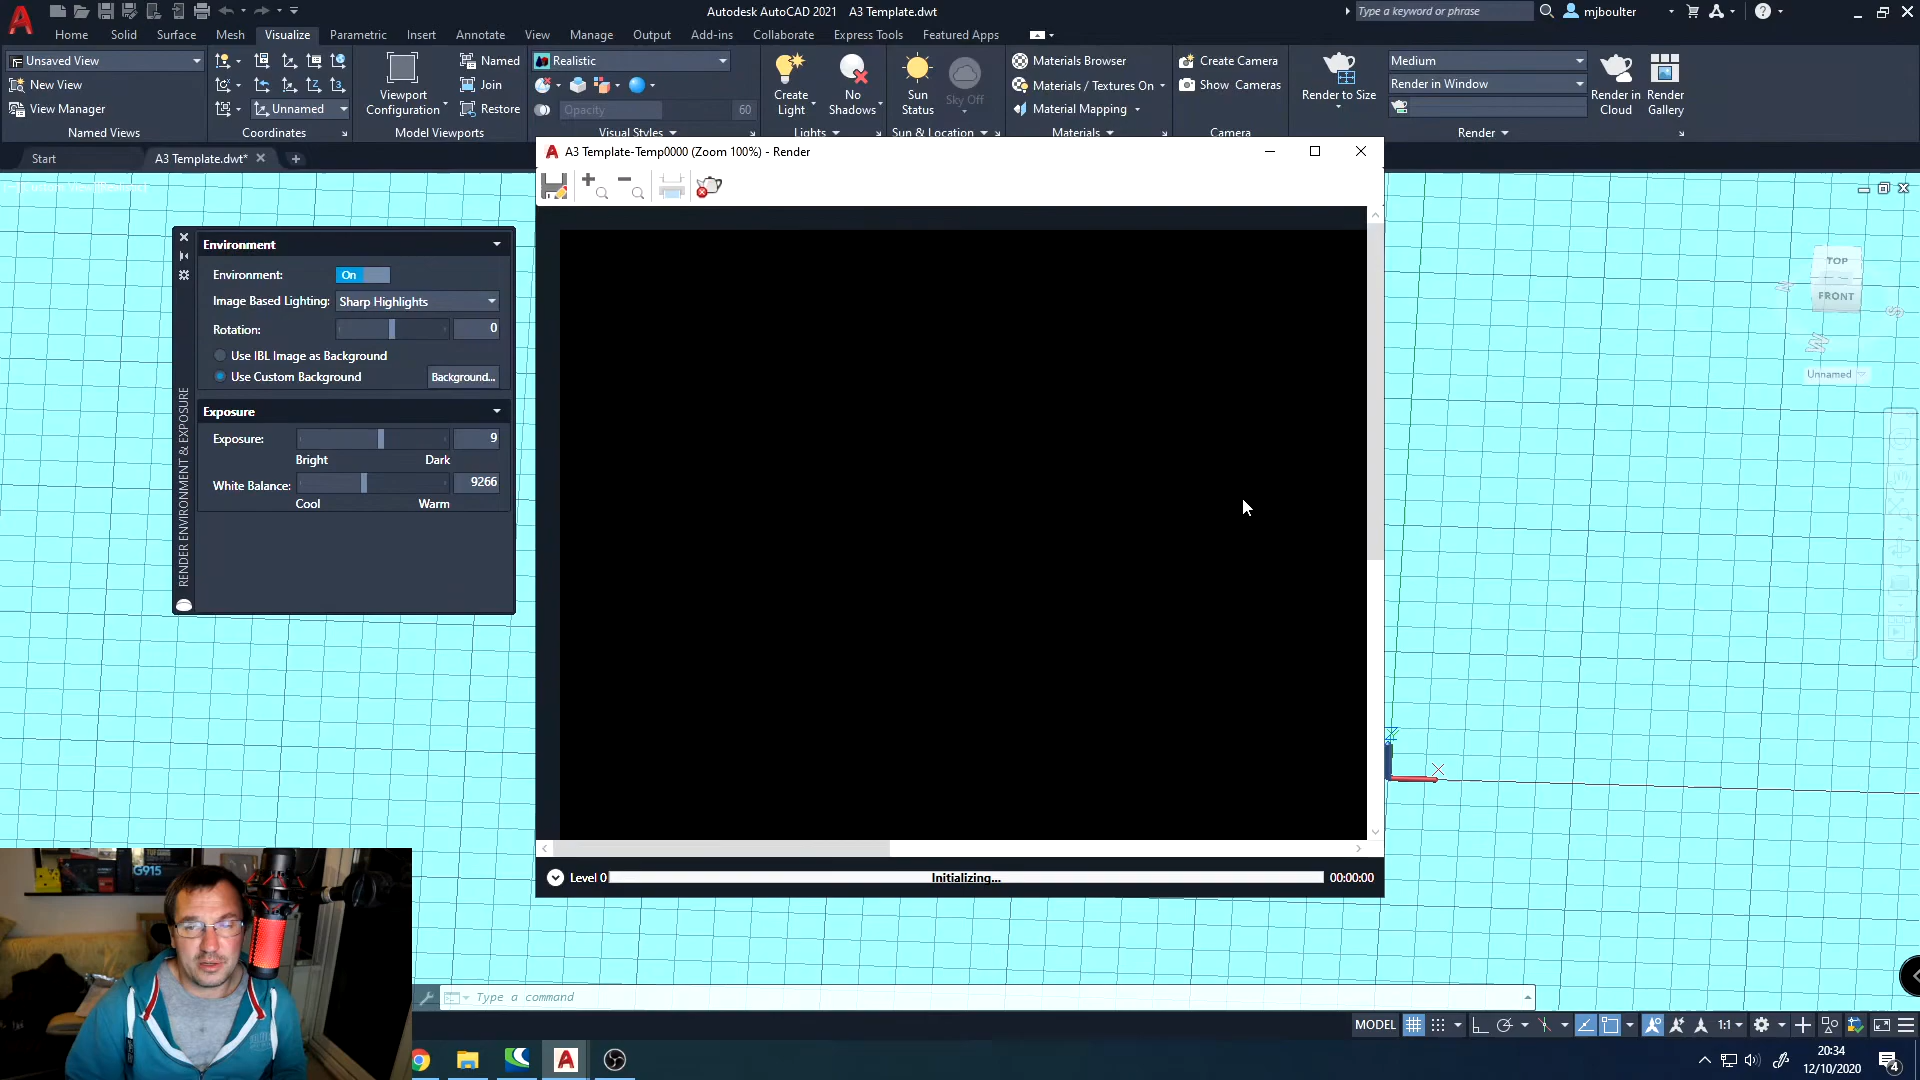 Autodesk AutoCAD 2021 A3 Template.dwt
Type a keyword or phrase
mjboulter
Home Solid Surface Mesh Visualize Parametric Insert Annotate View Manage Output Add-ins Collaborate Express Tools Featured Apps
Unsaved View
New View
View Manager
Named Views
Unnamed
Coordinates
Viewport
Configuration
Named
Join
Restore
Model Viewports
Realistic
Opacity 60
Visual Styles
Create
Light
No
Shadows
Lights
Sun
Status
Sky Off
Sun & Location
Materials Browser
Materials / Textures On
Material Mapping
Materials
Create Camera
Show Cameras
Camera
Render to Size
Medium
Render in Window
Render
Render in
Cloud
Render
Gallery
Start
A3 Template.dwt*
A3 Template-Temp0000 (Zoom 100%) - Render
Environment
Environment: On
Image Based Lighting: Sharp Highlights
Rotation: 0
Use IBL Image as Background
Use Custom Background Background...
Exposure
Exposure: 9
Bright Dark
White Balance: 9266
Cool Warm
RENDER ENVIRONMENT & EXPOSURE
TOP
FRONT
W
S
Unnamed
X
Level 0 Initializing... 00:00:00
G915
Type a command
MODEL
1:1
20:34
12/10/2020
4